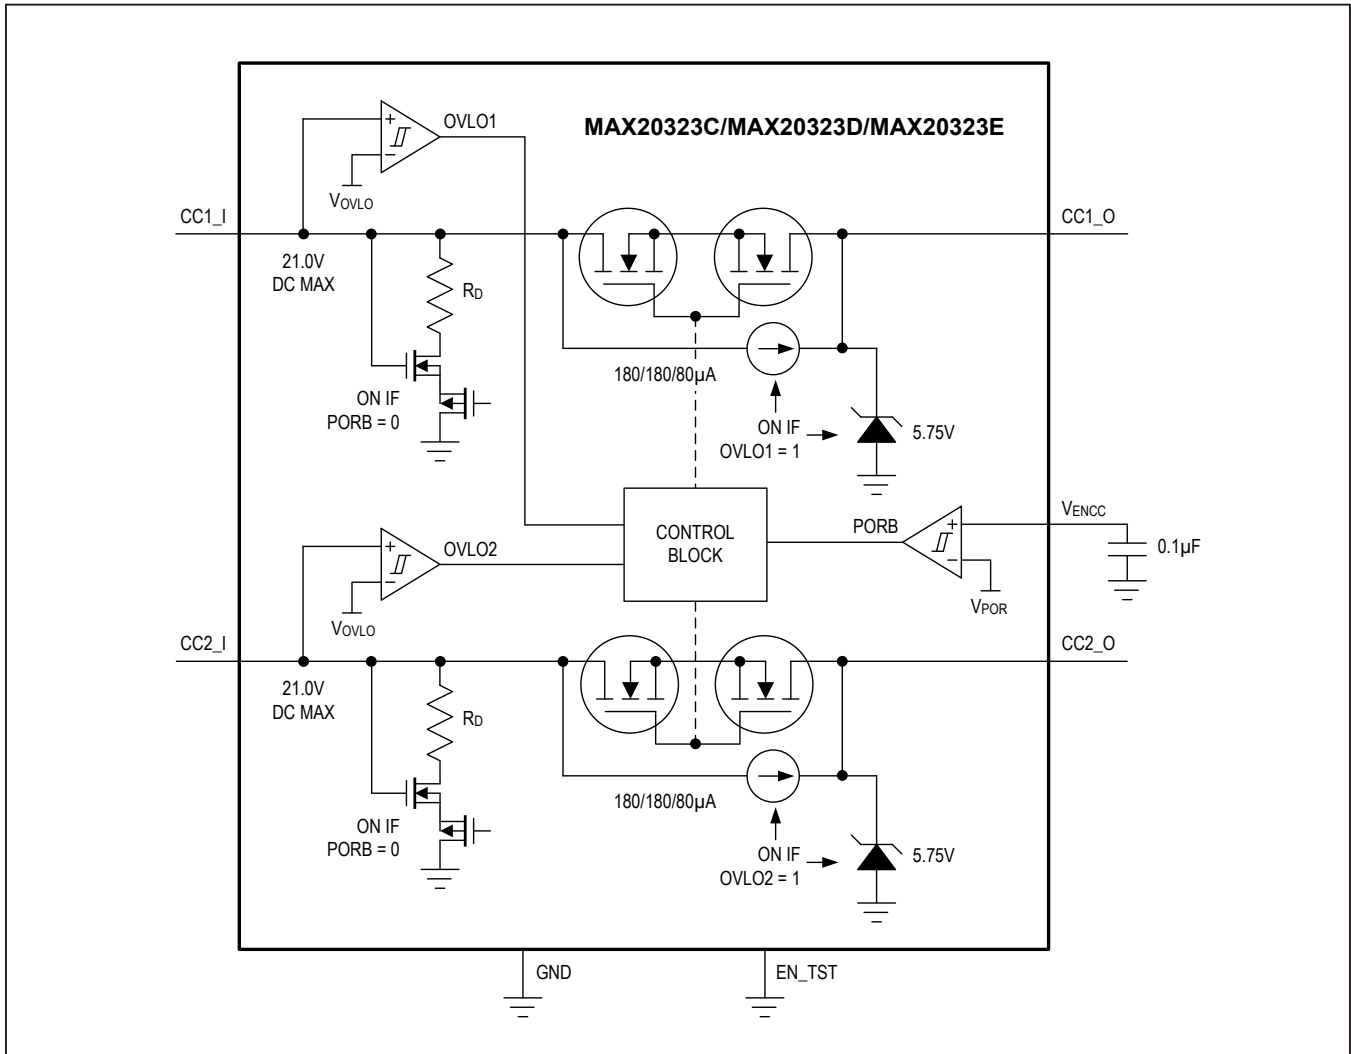 MAX20323C/MAX20323D/MAX20323E
+
-
OVLO1
VOVLO
CC1_I
CC1_O
21.0V
DC MAX
RD
ON IF
PORB = 0
180/180/80µA
ON IF
OVLO1 = 1
5.75V
CONTROL
BLOCK
PORB
+
-
VPOR
VENCC
0.1µF
+
-
OVLO2
VOVLO
CC2_I
CC2_O
21.0V
DC MAX
RD
ON IF
PORB = 0
180/180/80µA
ON IF
OVLO2 = 1
5.75V
GND
EN_TST